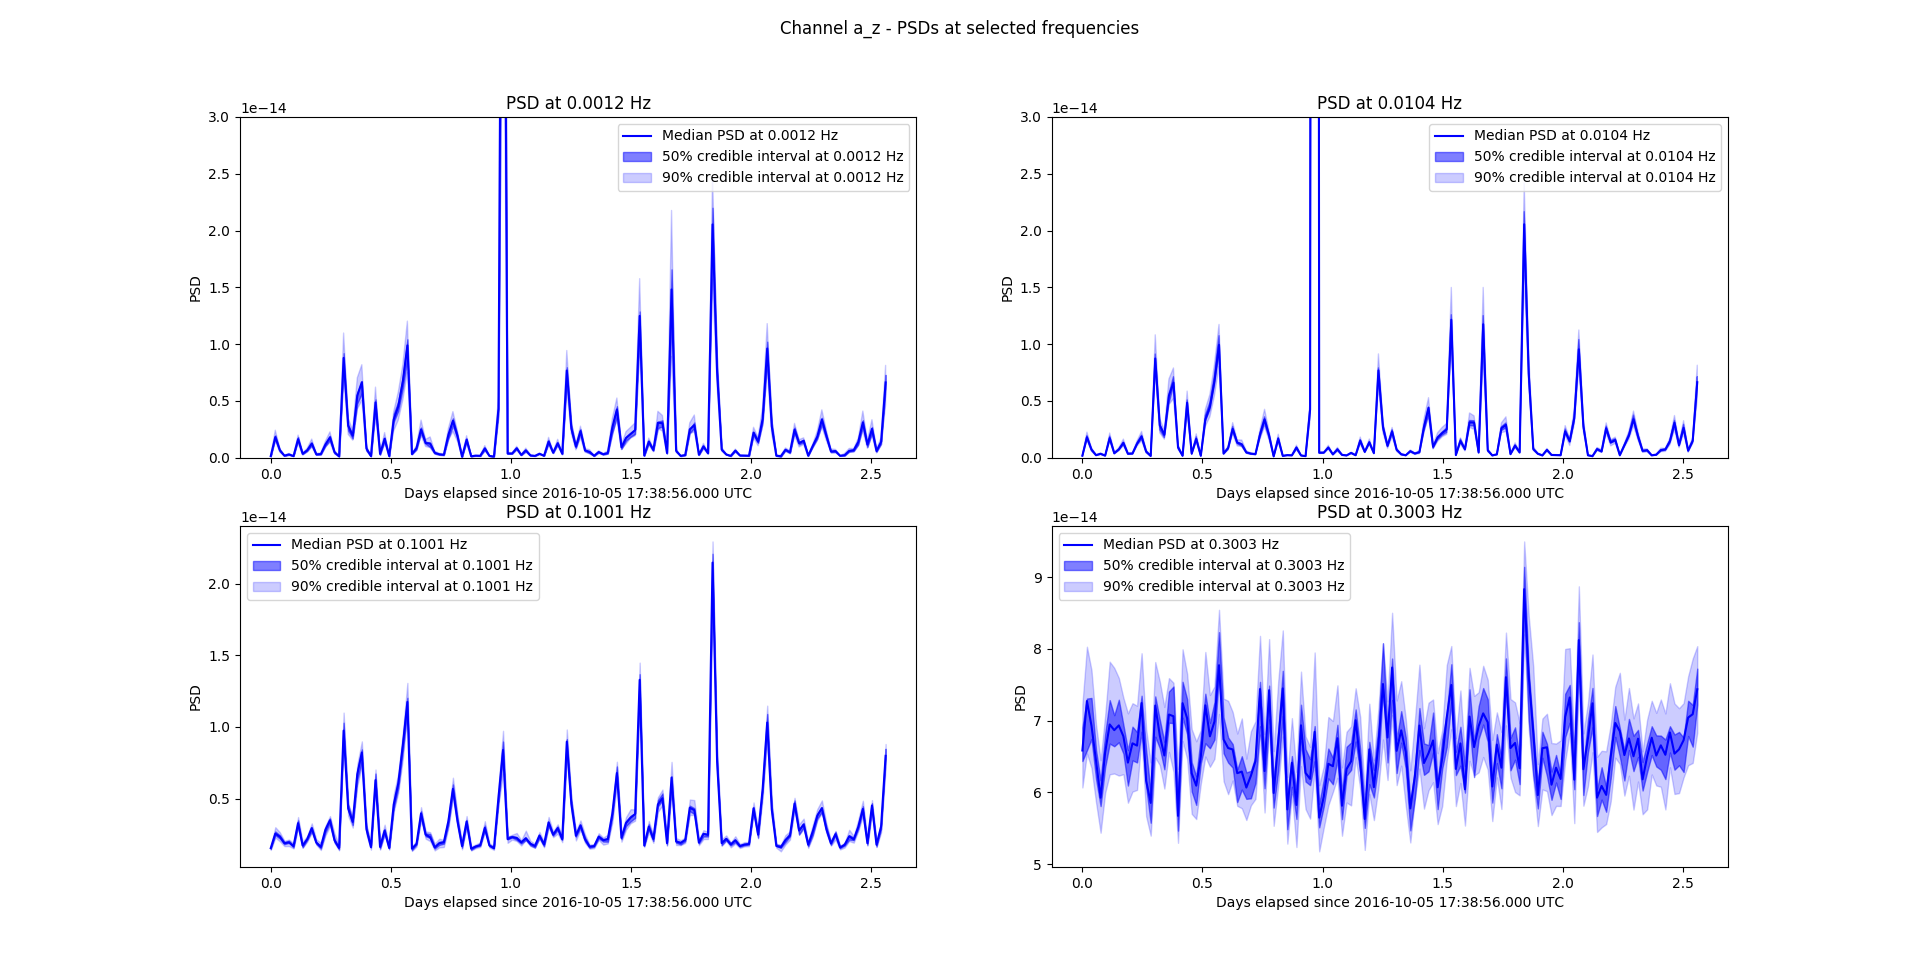 Channel a_z - PSDs at selected frequencies
PSD at 0.0012 Hz
1e−14
Median PSD at 0.0012 Hz
50% credible interval at 0.0012 Hz
90% credible interval at 0.0012 Hz
3.0
2.5
2.0
1.5
1.0
0.5
0.0
PSD
0.0 0.5 1.0 1.5 2.0 2.5
Days elapsed since 2016-10-05 17:38:56.000 UTC
PSD at 0.0104 Hz
1e−14
Median PSD at 0.0104 Hz
50% credible interval at 0.0104 Hz
90% credible interval at 0.0104 Hz
3.0
2.5
2.0
1.5
1.0
0.5
0.0
PSD
0.0 0.5 1.0 1.5 2.0 2.5
Days elapsed since 2016-10-05 17:38:56.000 UTC
PSD at 0.1001 Hz
1e−14
Median PSD at 0.1001 Hz
50% credible interval at 0.1001 Hz
90% credible interval at 0.1001 Hz
2.0
1.5
1.0
0.5
PSD
0.0 0.5 1.0 1.5 2.0 2.5
Days elapsed since 2016-10-05 17:38:56.000 UTC
PSD at 0.3003 Hz
1e−14
Median PSD at 0.3003 Hz
50% credible interval at 0.3003 Hz
90% credible interval at 0.3003 Hz
9
8
7
6
5
PSD
0.0 0.5 1.0 1.5 2.0 2.5
Days elapsed since 2016-10-05 17:38:56.000 UTC